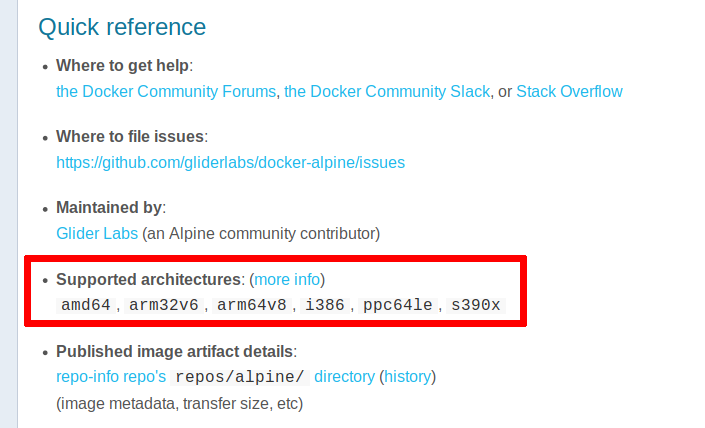 Quick reference
• Where to get help:
the Docker Community Forums, the Docker Community Slack, or Stack Overflow
• Where to file issues:
https://github.com/gliderlabs/docker-alpine/issues
• Maintained by:
Glider Labs (an Alpine community contributor)
• Supported architectures: (more info)
amd64, arm32v6, arm64v8, i386, ppc64le, s390x
• Published image artifact details:
repo-info repo's repos/alpine/ directory (history)
(image metadata, transfer size, etc)